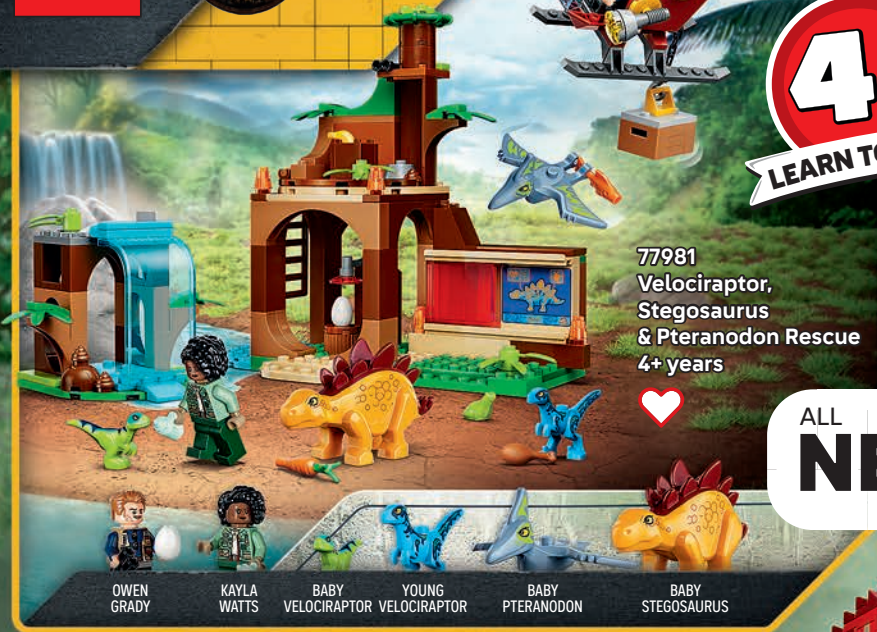 4
LEARN TO
77981
Velociraptor,
Stegosaurus
& Pteranodon Rescue
4+ years
ALL
OWEN
GRADY
KAYLA
WATTS
BABY
VELOCIRAPTOR
YOUNG
VELOCIRAPTOR
BABY
PTERANODON
BABY
STEGOSAURUS